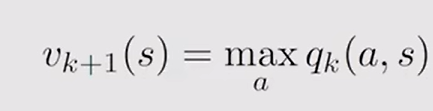 v_{k+1}(s) = \max_a q_k(a, s)